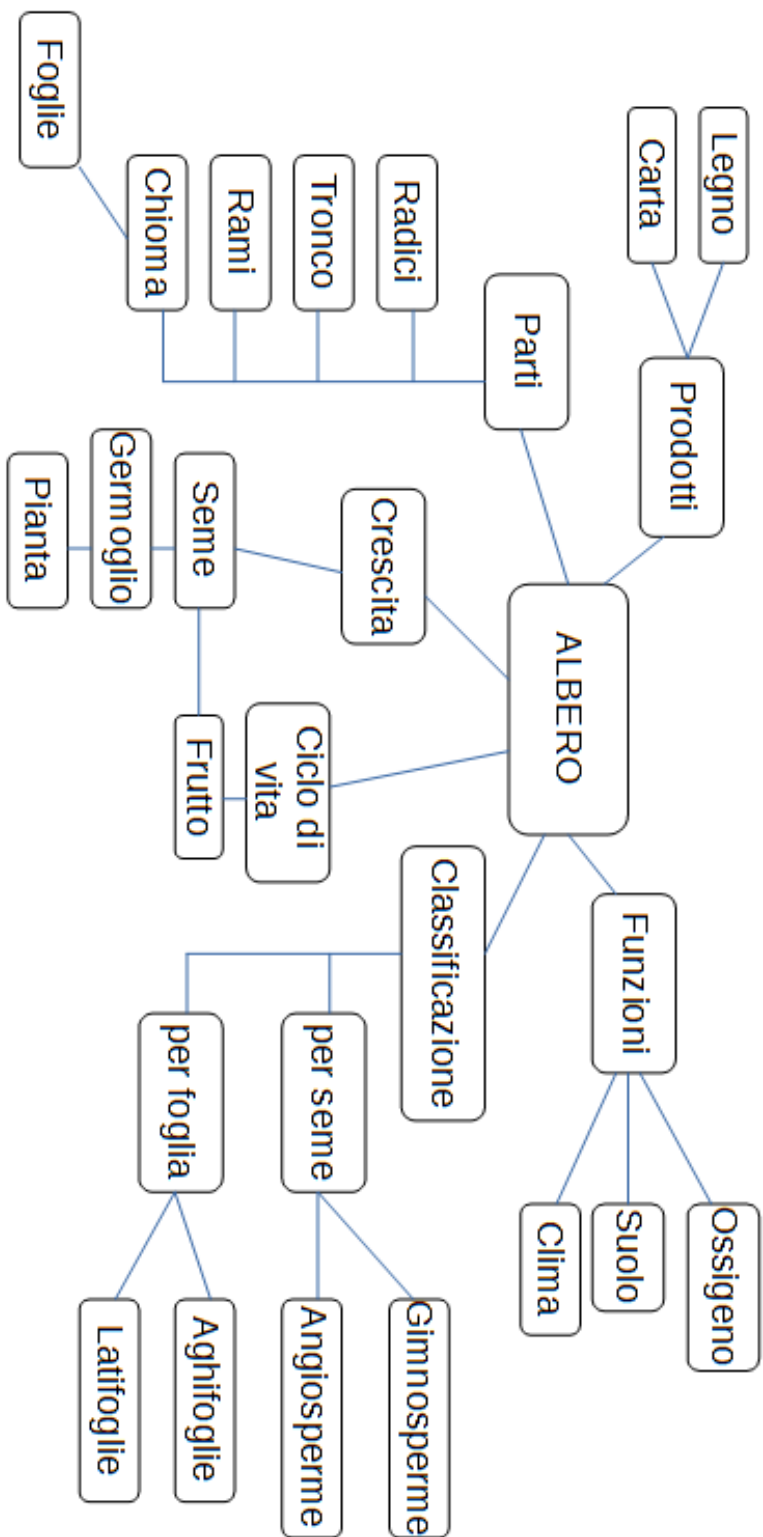 Legno
Carta
Prodotti
ALBERO
Funzioni
Ossigeno
Suolo
Clima
Parti
Radici
Tronco
Rami
Chioma
Foglie
Crescita
Seme
Germoglio
Pianta
Ciclo di
vita
Frutto
Classificazione
per seme
Gimnosperme
Angiosperme
per foglia
Aghifoglie
Latifoglie